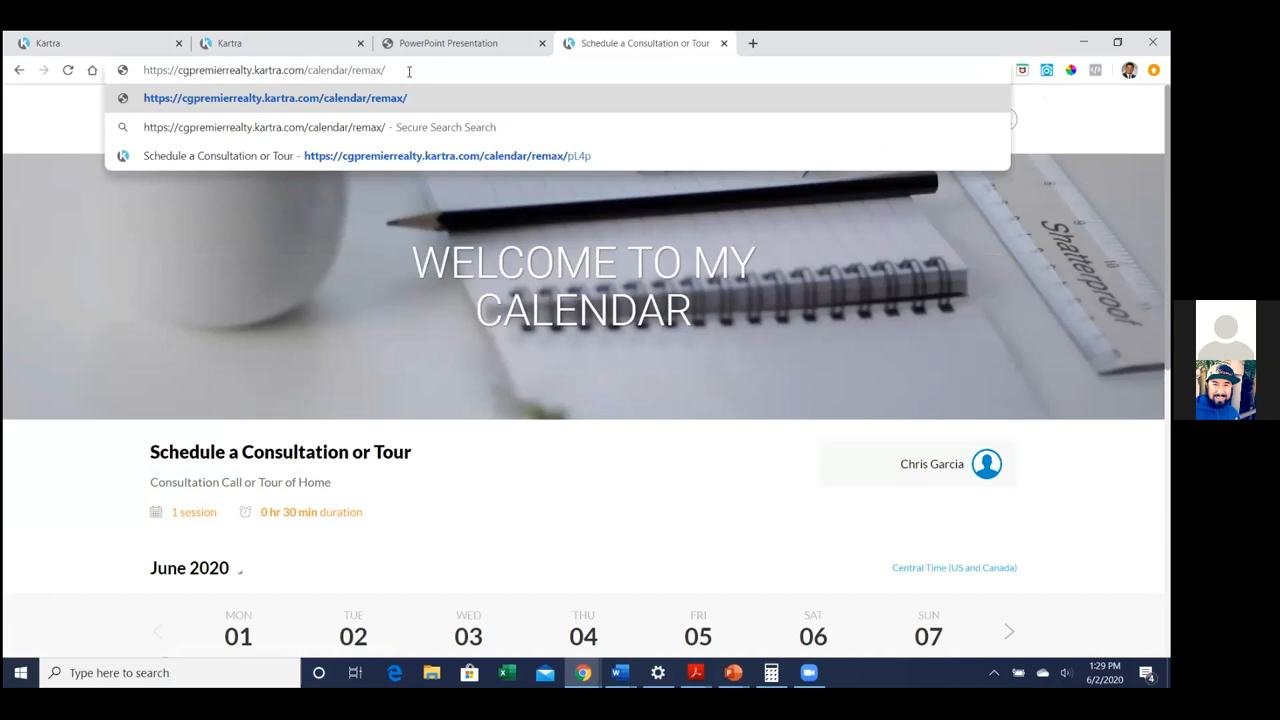 Kartra
Kartra
PowerPoint Presentation
Schedule a Consultation or Tour
https://cgpremierrealty.kartra.com/calendar/remax/
https://cgpremierrealty.kartra.com/calendar/remax/
https://cgpremierrealty.kartra.com/calendar/remax/ - Secure Search Search
Schedule a Consultation or Tour - https://cgpremierrealty.kartra.com/calendar/remax/pL4p
WELCOME TO MY
CALENDAR
Shatterproof
Schedule a Consultation or Tour
Chris Garcia
Consultation Call or Tour of Home
1 session
0 hr 30 min duration
June 2020
Central Time (US and Canada)
MON TUE WED THU FRI SAT SUN
01 02 03 04 05 06 07
Type here to search
1:29 PM
6/2/2020
4